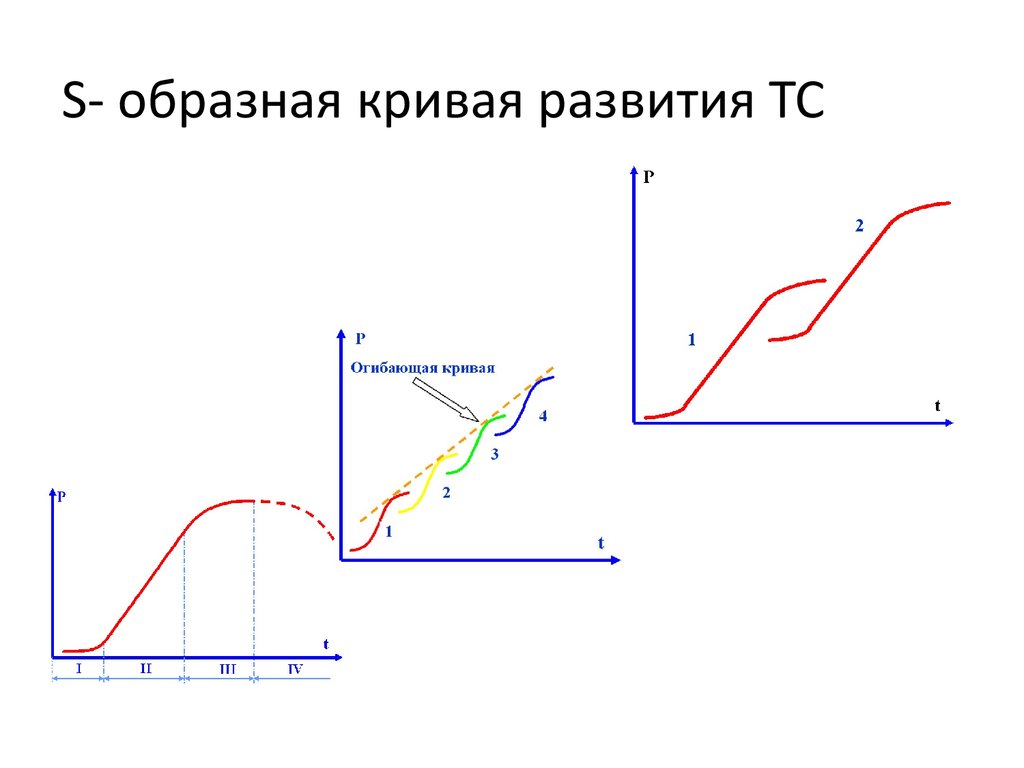 S- образная кривая развития ТС
P
2
1
t
P
Огибающая кривая
4
3
2
1
t
P
t
I II III IV